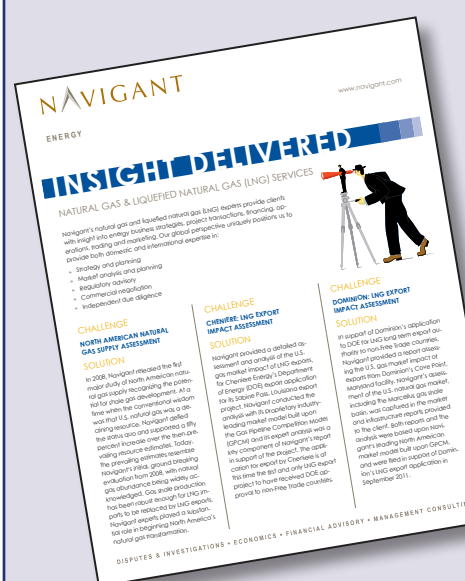 NAVIGANT
www.navigant.com
ENERGY
INSIGHT DELIVERED
NATURAL GAS & LIQUEFIED NATURAL GAS (LNG) SERVICES
Navigant's natural gas and liquefied natural gas (LNG) experts provide clients
with insight into energy business strategies, project transactions, financing, op-
erations, trading and marketing. Our global perspective uniquely positions us to
provide both domestic and international expertise in:
» Strategy and planning
» Market analysis and planning
» Regulatory advisory
» Commercial negotiation
» Independent due diligence
CHALLENGE
NORTH AMERICAN NATURAL
GAS SUPPLY ASSESSMENT
SOLUTION
In 2008, Navigant released the first
major study of North American natu-
ral gas supply recognizing the poten-
tial for shale gas development. At a
time when the conventional wisdom
was that U.S. natural gas was a de-
clining resource, Navigant defied
the status quo and supported a fifty
percent increase over the then pre-
vailing resource estimates. Today,
the prevailing estimates resemble
Navigant's initial, ground breaking
evaluation from 2008, with natural
gas abundance being widely ac-
knowledged. Gas shale production
has been robust enough for LNG im-
ports to be replaced by LNG exports.
Navigant experts played a substan-
tial role in beginning North America's
natural gas transformation.
CHALLENGE
CHENIERE: LNG EXPORT
IMPACT ASSESSMENT
SOLUTION
Navigant provided a detailed as-
sessment and analysis of the U.S.
gas market impact of LNG exports,
for Cheniere Energy's Department
of Energy (DOE) export application
for its Sabine Pass, Louisiana export
project. Navigant conducted the
analysis with its proprietary industry-
leading market model built upon
the Gas Pipeline Competition Model
(GPCM) and its expert analysis was a
key component of Navigant's report
in support of the project. The appli-
cation for export by Cheniere is at
this time the first and only LNG export
project to have received DOE ap-
proval to non-Free Trade countries.
CHALLENGE
DOMINION: LNG EXPORT
IMPACT ASSESSMENT
SOLUTION
In support of Dominion's application
to DOE for LNG long term export au-
thority to non-Free Trade countries,
Navigant provided a report assess-
ing the U.S. gas market impact of
export from Dominion's Cove Point,
Maryland facility. Navigant's assess-
ment of the U.S. natural gas market,
including the Marcellus gas shale
basin, was captured in the market
and infrastructure reports provided
to the client. Both reports and the
analysis were based upon Navi-
gant's leading North American
market model built upon GPCM,
and were filed in support of Domin-
ion's LNG export application in
September 2011.
DISPUTES & INVESTIGATIONS • ECONOMICS • FINANCIAL ADVISORY • MANAGEMENT CONSULTIN